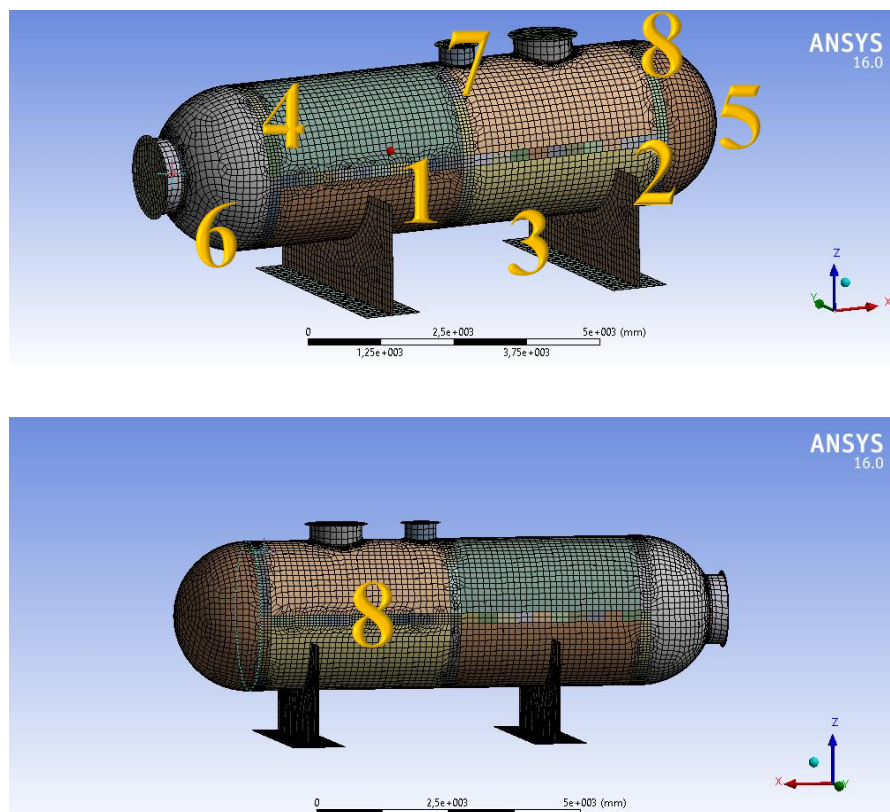 ANSYS
16.0
7
8
4
5
1
2
6
3
Z
Y
X
0
2,5e+003
5e+003 (mm)
1,25e+003
3,75e+003
ANSYS
16.0
8
Z
X
Y
0
2,5e+003
5e+003 (mm)